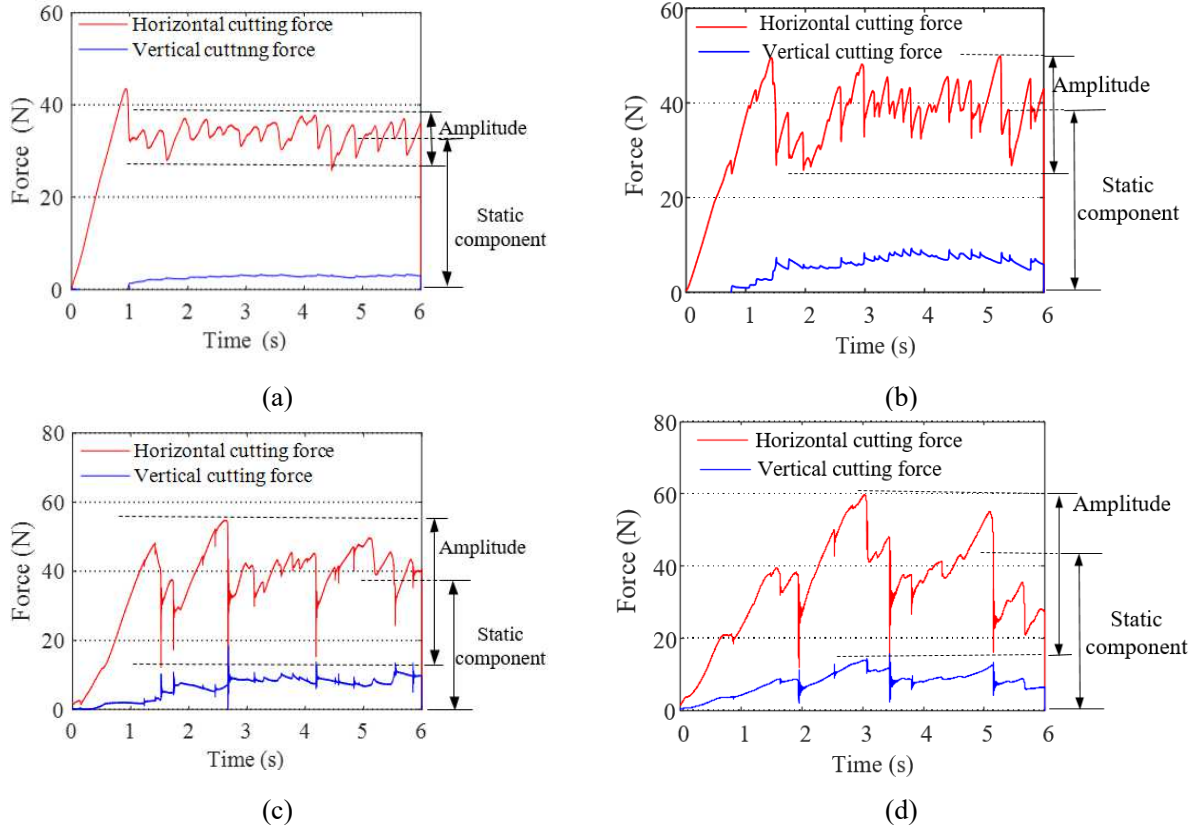 60
40
20
0
Force (N)
Horizontal cutting force
Vertical cuttnng force
Amplitude
Static
component
0 1 2 3 4 5 6
Time (s)
(a)
60
40
20
0
Force (N)
Horizontal cutting force
Vertical cutting force
Amplitude
Static
component
0 1 2 3 4 5 6
Time (s)
(b)
80
60
40
20
0
Force (N)
Horizontal cutting force
Vertical cutting force
Amplitude
Static
component
0 1 2 3 4 5 6
Time (s)
(c)
80
60
40
20
0
Force (N)
Horizontal cutting force
Vertical cutting force
Amplitude
Static
component
0 1 2 3 4 5 6
Time (s)
(d)